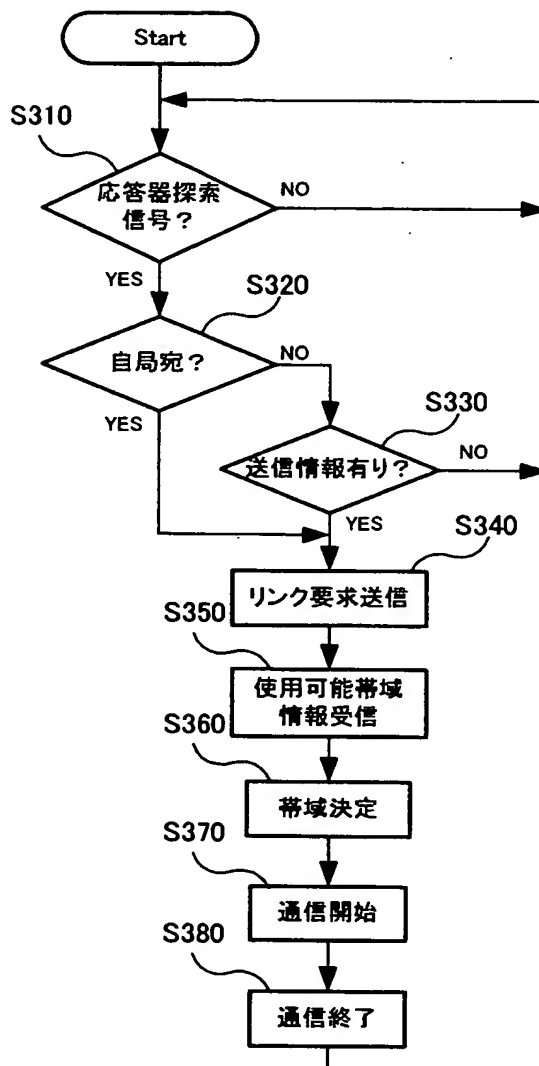 Start
S310
応答器探索
信号？
NO
YES
S320
自局宛？
NO
YES
S330
送信情報有り？
NO
YES
S340
リンク要求送信
S350
使用可能帯域
情報受信
S360
帯域決定
S370
通信開始
S380
通信終了